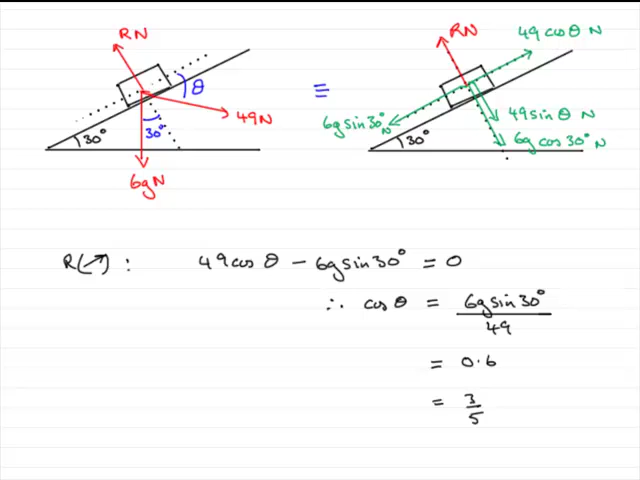 RN
θ
49N
30°
30°
6gN
≡
RN
49cosθ N
6gsin30°N
49sinθ N
6gcos30°N
30°
R(↗): 49cosθ − 6gsin30° = 0
∴ cosθ = 6gsin30°/49
= 0.6
= 3/5